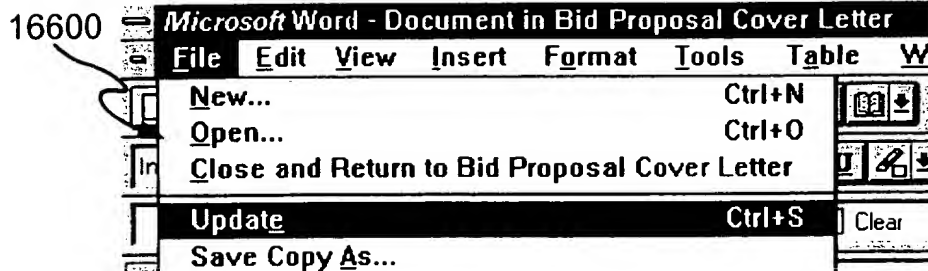 16600
Microsoft Word - Document in Bid Proposal Cover Letter
File Edit View Insert Format Tools Table W
New... Ctrl+N
Open... Ctrl+O
In Close and Return to Bid Proposal Cover Letter U
Update Ctrl+S Clear
Save Copy As...